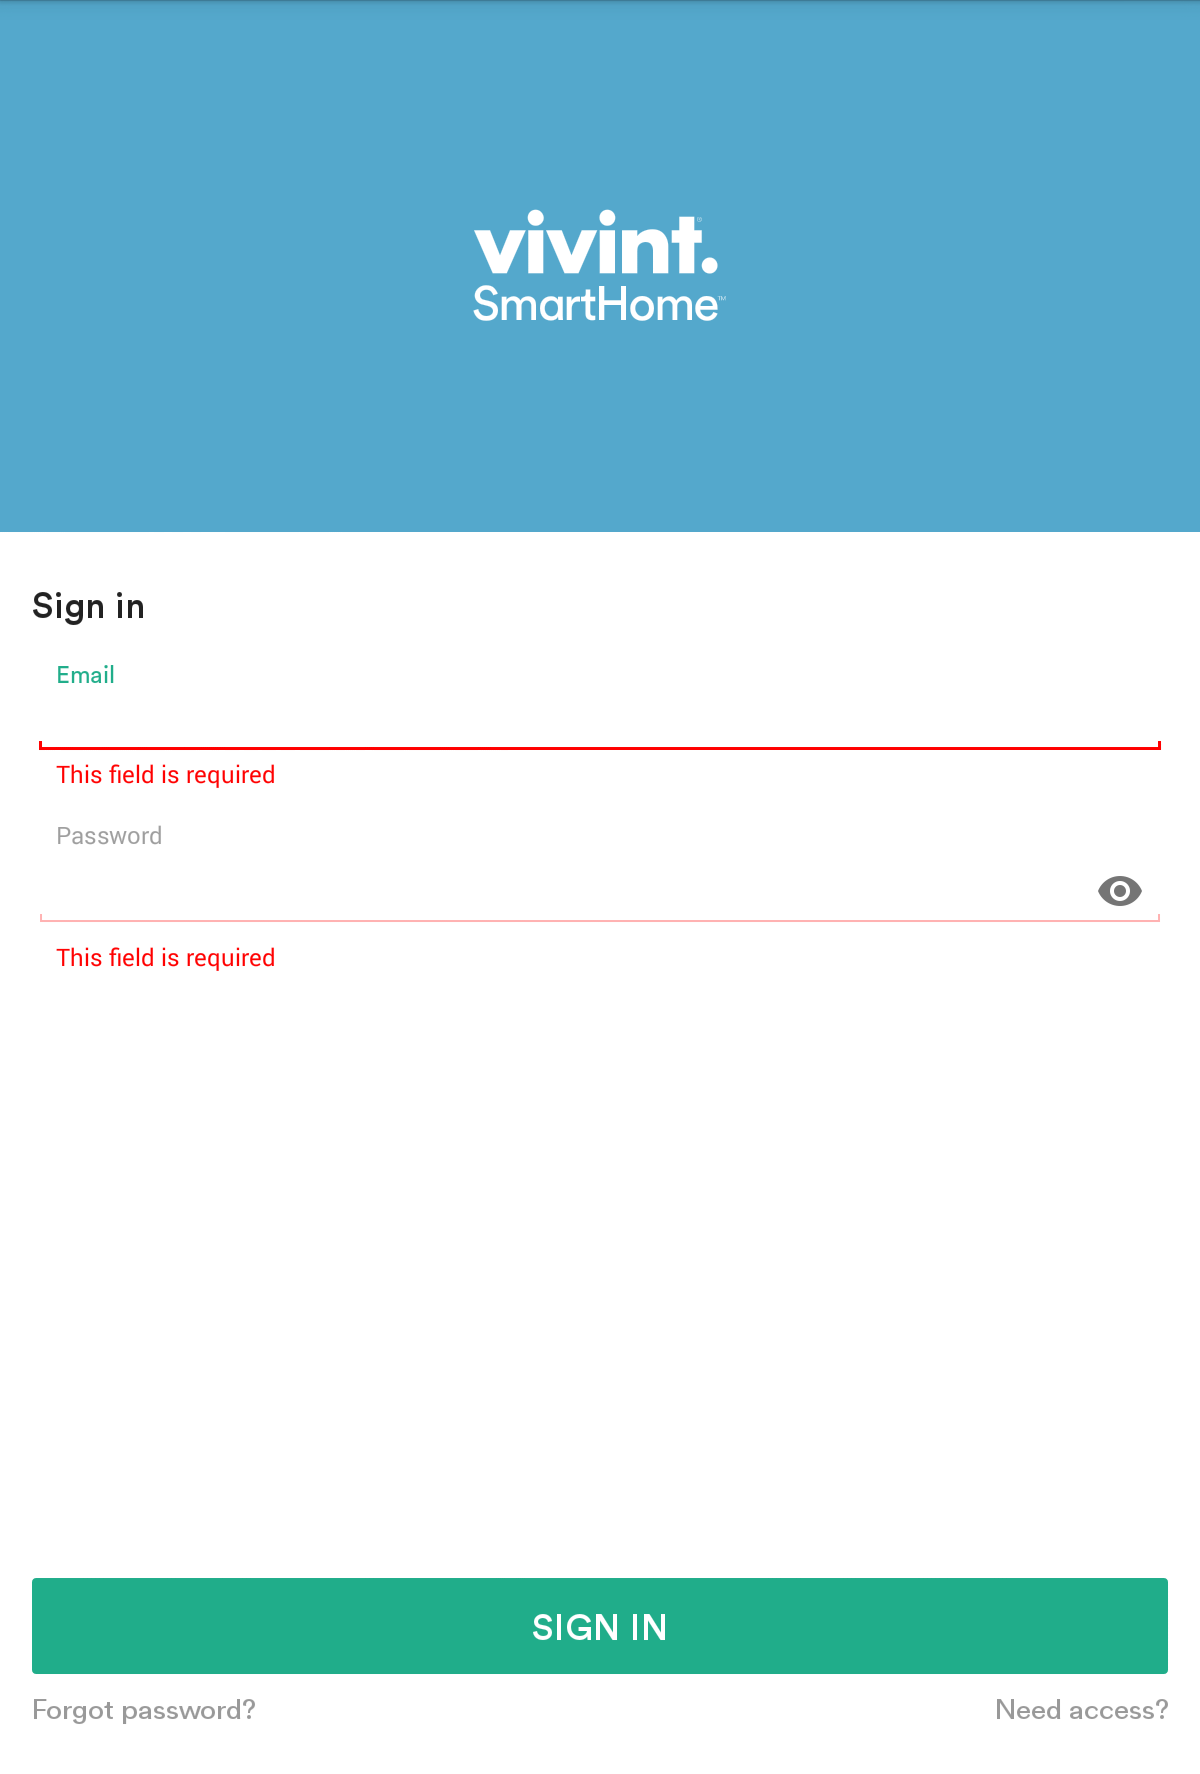 vivint.
SmartHome™
Sign in
Email
This field is required
Password
This field is required
SIGN IN
Forgot password?
Need access?